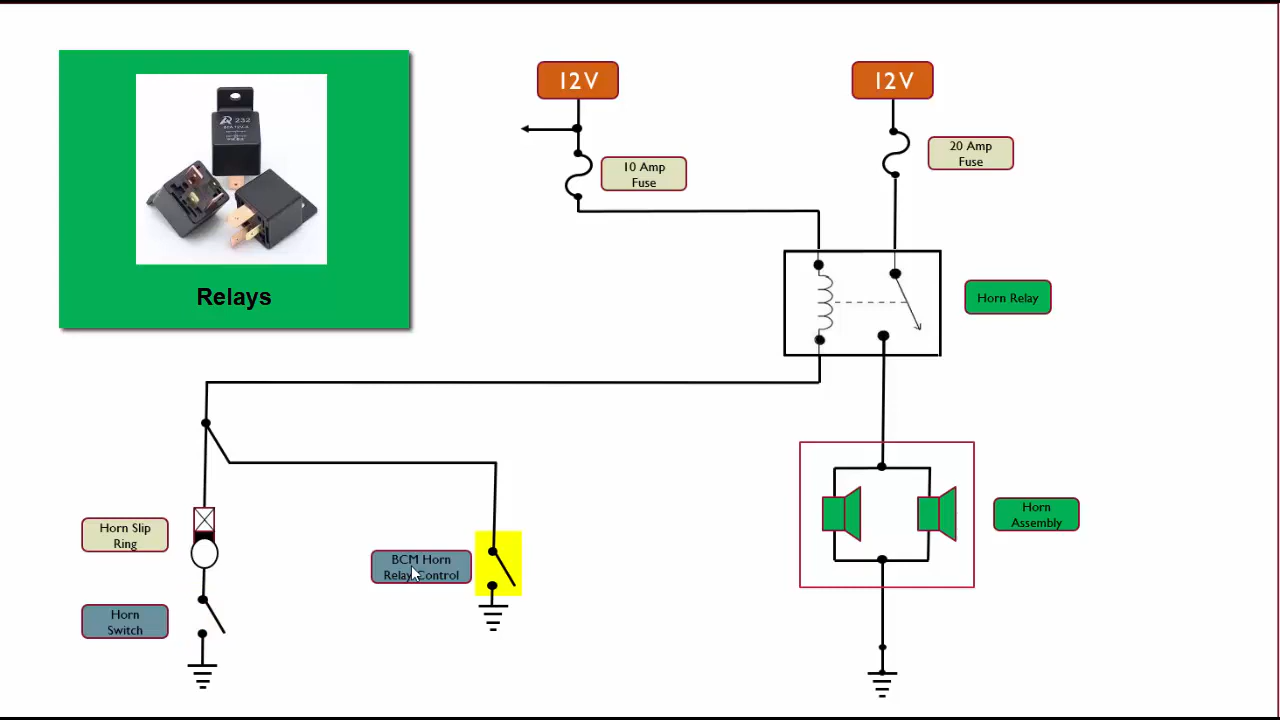 232
Relays
12V
12V
10 Amp
Fuse
20 Amp
Fuse
Horn Relay
Horn Slip
Ring
BCM Horn
Relay Control
Horn
Assembly
Horn
Switch